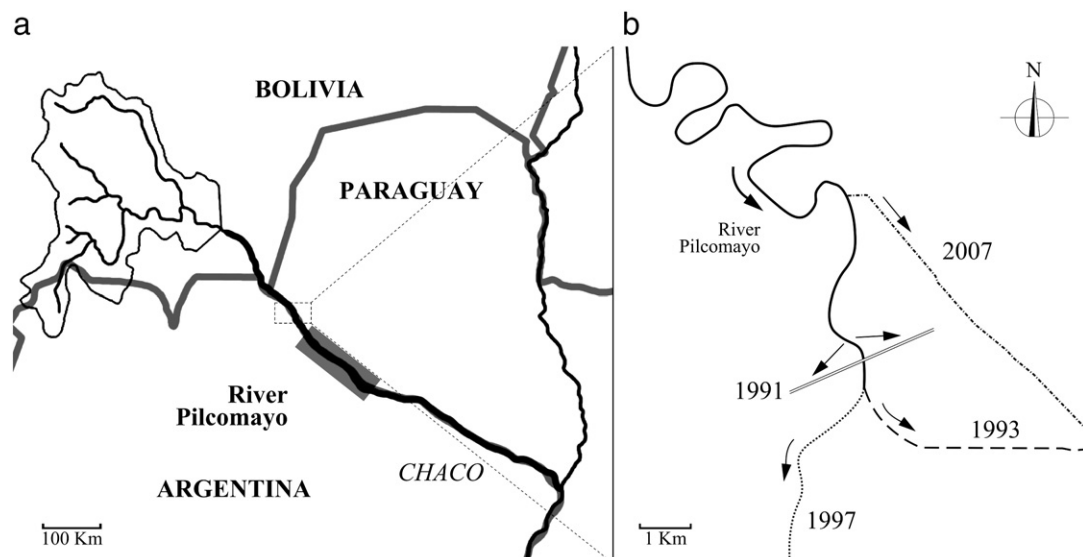 a
BOLIVIA
PARAGUAY
River
Pilcomayo
CHACO
ARGENTINA
100 Km
b
N
River
Pilcomayo
2007
1991
1993
1997
1 Km